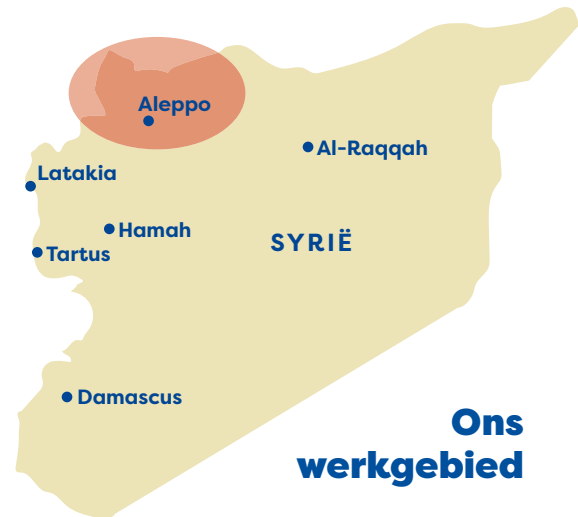 Aleppo
Al-Raqqah
Latakia
Hamah
SYRIË
Tartus
Damascus
Ons
werkgebied